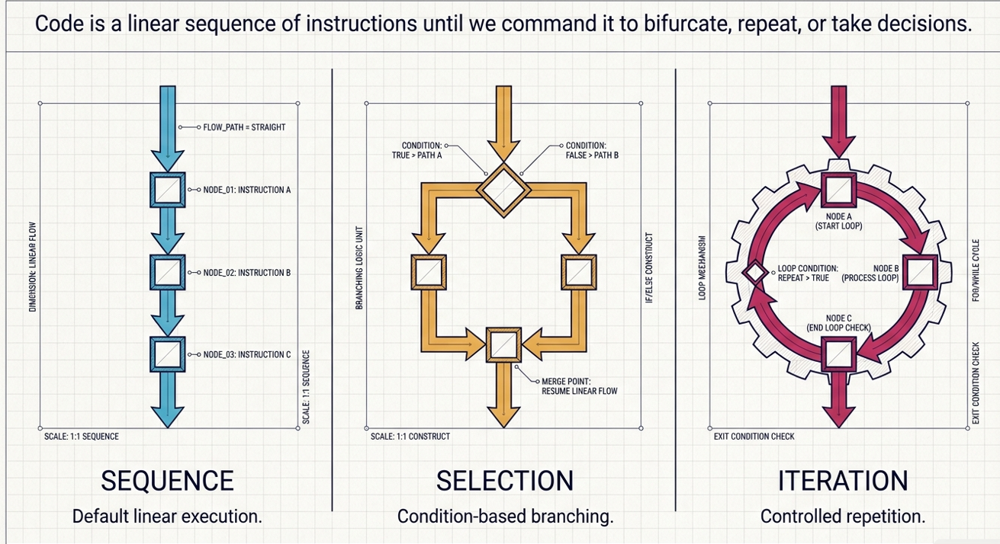 Code is a linear sequence of instructions until we command it to bifurcate, repeat, or take decisions.
FLOW_PATH = STRAIGHT
NODE_01: INSTRUCTION A
NODE_02: INSTRUCTION B
NODE_03: INSTRUCTION C
DIMENSION: LINEAR FLOW
SCALE: 1:1 SEQUENCE
SCALE: 1:1 SEQUENCE
SEQUENCE
Default linear execution.
CONDITION:
TRUE > PATH A
CONDITION:
FALSE > PATH B
BRANCHING LOGIC UNIT
IF/ELSE CONSTRUCT
MERGE POINT:
RESUME LINEAR FLOW
SCALE: 1:1 CONSTRUCT
SELECTION
Condition-based branching.
NODE A
(START LOOP)
LOOP CONDITION:
REPEAT > TRUE
NODE B
(PROCESS LOOP)
NODE C
(END LOOP CHECK)
LOOP MECHANISM
FOR/WHILE CYCLE
EXIT CONDITION CHECK
EXIT CONDITION CHECK
ITERATION
Controlled repetition.